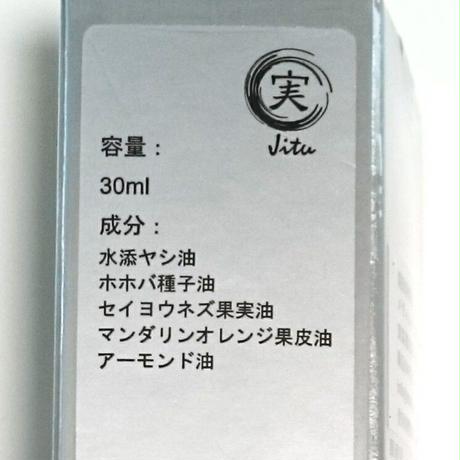 実
Jitu
容量：
30ml
成分：
水添ヤシ油
ホホバ種子油
セイヨウネズ果実油
マンダリンオレンジ果皮油
アーモンド油